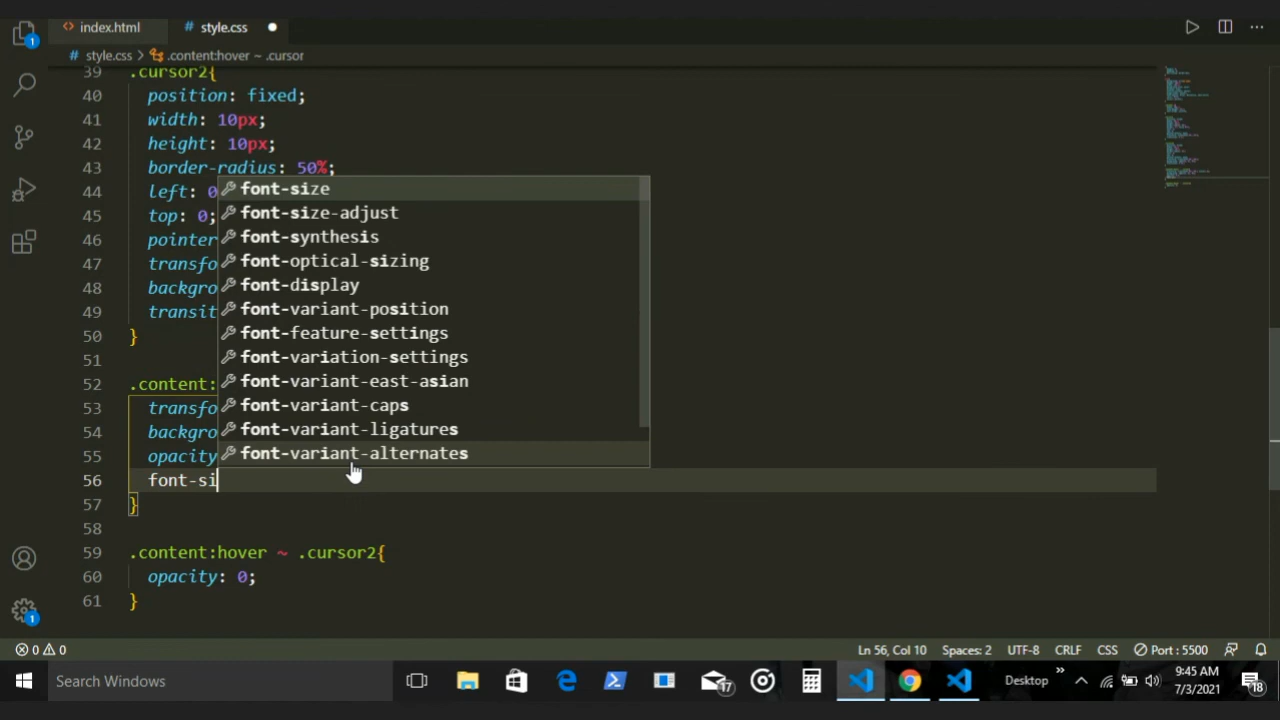 index.html
# style.css
# style.css > .content:hover ~ .cursor
39 .cursor2{
40 position: fixed;
41 width: 10px;
42 height: 10px;
43 border-radius: 50%;
44 left: 0
font-size
45 top: 0;
font-size-adjust
46 pointer
font-synthesis
47 transfo
font-optical-sizing
48 backgro
font-display
49 transit
font-variant-position
50 }
font-feature-settings
51
font-variation-settings
52 .content:
font-variant-east-asian
53 transfo
font-variant-caps
54 backgro
font-variant-ligatures
55 opacity
font-variant-alternates
56 font-si
57 }
58
59 .content:hover ~ .cursor2{
60 opacity: 0;
61 }
1
1
0 0
Ln 56, Col 10 Spaces: 2 UTF-8 CRLF CSS Port : 5500
Search Windows
17
Desktop
9:45 AM
7/3/2021
18